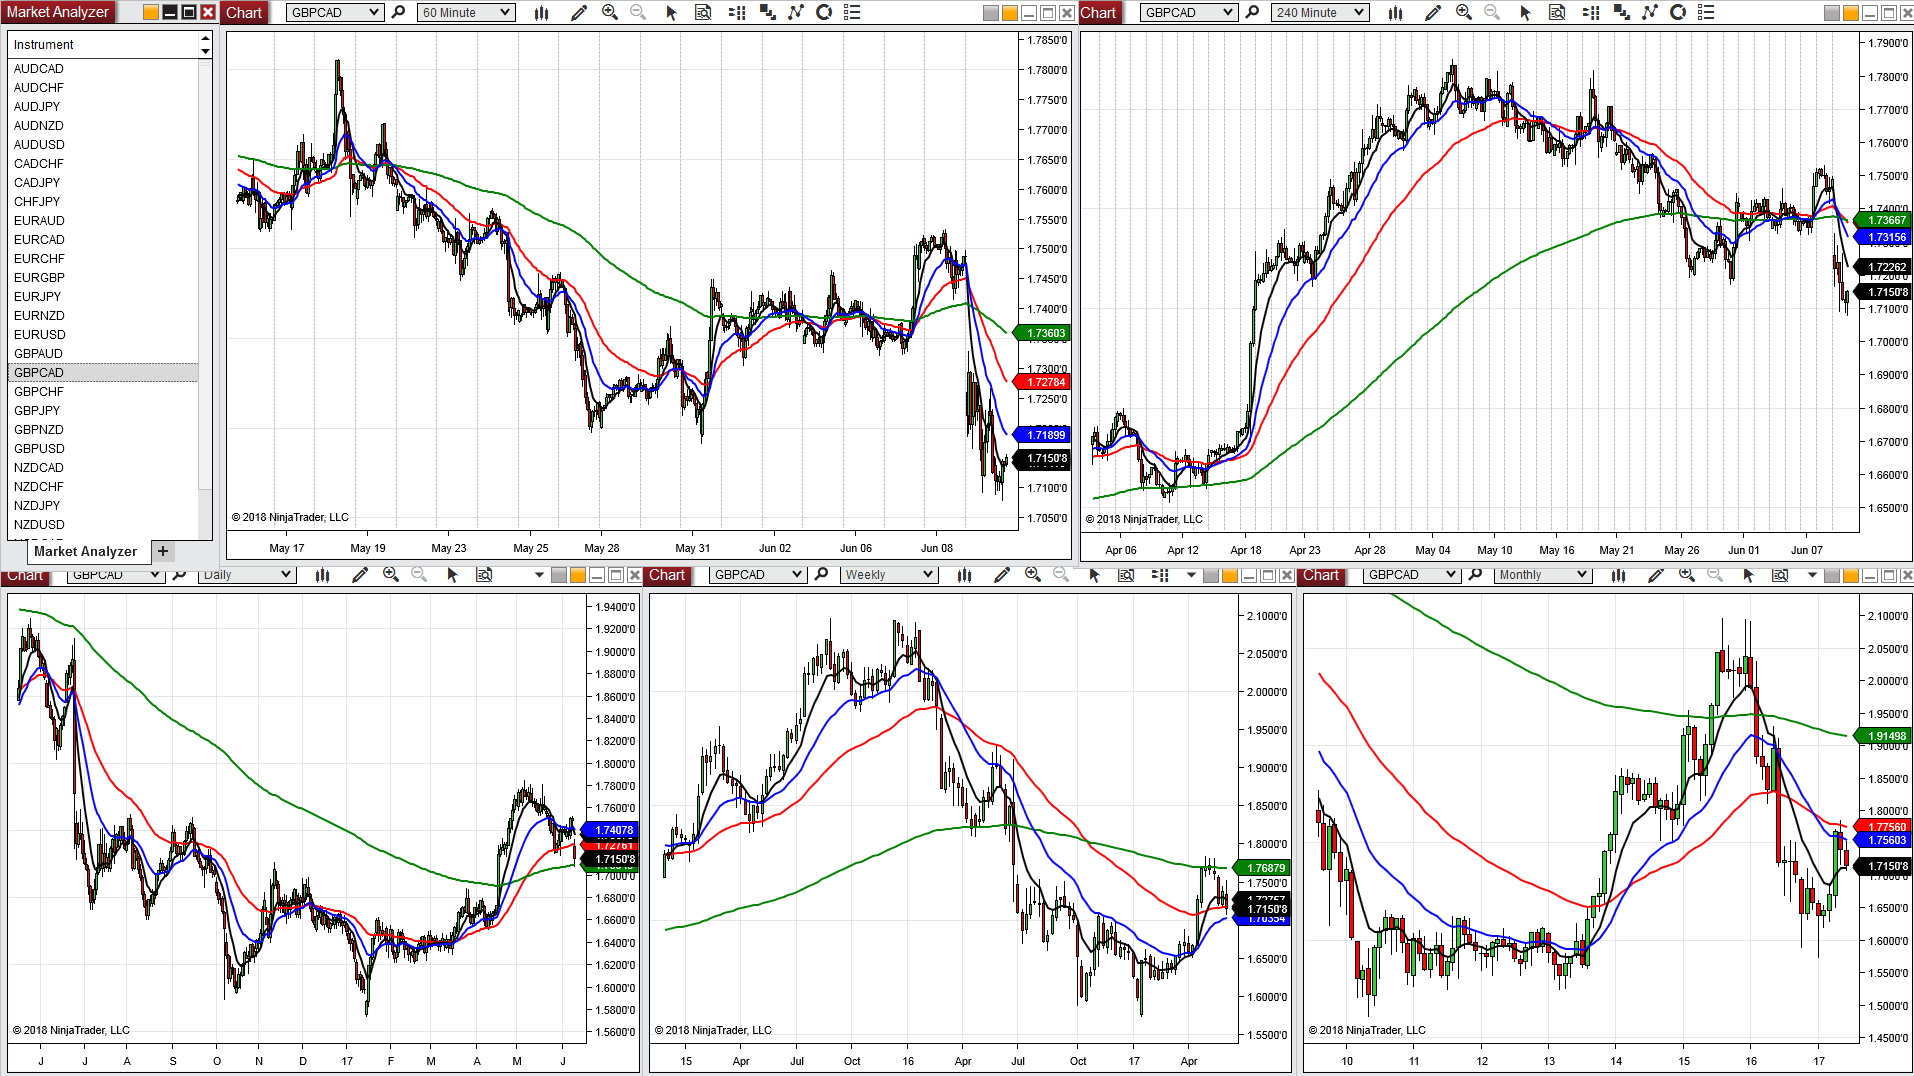 Market Analyzer
Instrument
AUDCAD
AUDCHF
AUDJPY
AUDNZD
AUDUSD
CADCHF
CADJPY
CHFJPY
EURAUD
EURCAD
EURCHF
EURGBP
EURJPY
EURNZD
EURUSD
GBPAUD
GBPCAD
GBPCHF
GBPJPY
GBPNZD
GBPUSD
NZDCAD
NZDCHF
NZDJPY
NZDUSD
Market Analyzer +
Chart GBPCAD 60 Minute
1.7850'0
1.7800'0
1.7750'0
1.7700'0
1.7650'0
1.7600'0
1.7550'0
1.7500'0
1.7450'0
1.7400'0
1.73603
1.7300'0
1.72784
1.7250'0
1.71899
1.7150'8
1.7100'0
1.7050'0
© 2018 NinjaTrader, LLC
May 17 May 19 May 23 May 25 May 28 May 31 Jun 02 Jun 06 Jun 08
Chart GBPCAD 240 Minute
1.7900'0
1.7800'0
1.7700'0
1.7600'0
1.7500'0
1.7400'0
1.73667
1.73156
1.72262
1.7200'0
1.7150'8
1.7100'0
1.7000'0
1.6900'0
1.6800'0
1.6700'0
1.6600'0
1.6500'0
© 2018 NinjaTrader, LLC
Apr 06 Apr 12 Apr 18 Apr 23 Apr 28 May 04 May 10 May 16 May 21 May 26 Jun 01 Jun 07
Chart GBPCAD Daily
1.9400'0
1.9200'0
1.9000'0
1.8800'0
1.8600'0
1.8400'0
1.8200'0
1.8000'0
1.7800'0
1.7600'0
1.74078
1.72761
1.7150'8
1.7000'0
1.6800'0
1.6600'0
1.6400'0
1.6200'0
1.6000'0
1.5800'0
1.5600'0
© 2018 NinjaTrader, LLC
J J A S O N D 17 F M A M J
Chart GBPCAD Weekly
2.1000'0
2.0500'0
2.0000'0
1.9500'0
1.9000'0
1.8500'0
1.8000'0
1.76879
1.7500'0
1.7150'8
1.6500'0
1.6000'0
1.5500'0
© 2018 NinjaTrader, LLC
15 Apr Jul Oct 16 Apr Jul Oct 17 Apr
Chart GBPCAD Monthly
2.1000'0
2.0500'0
2.0000'0
1.9500'0
1.91498
1.9000'0
1.8500'0
1.8000'0
1.77560
1.75603
1.7150'8
1.7000'0
1.6500'0
1.6000'0
1.5500'0
1.5000'0
1.4500'0
© 2018 NinjaTrader, LLC
10 11 12 13 14 15 16 17